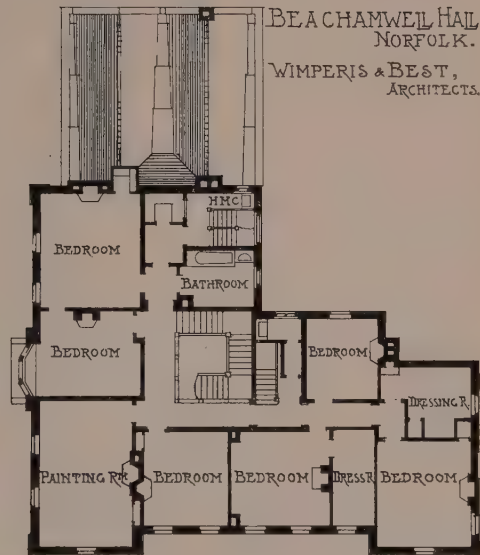 BEACHAMWELL HALL
NORFOLK.
WIMPERIS & BEST,
ARCHITECTS.
HMC
BEDROOM
BATHROOM
BEDROOM
BEDROOM
DRESSING R.
PAINTING RM
BEDROOM
BEDROOM
DRESS R
BEDROOM